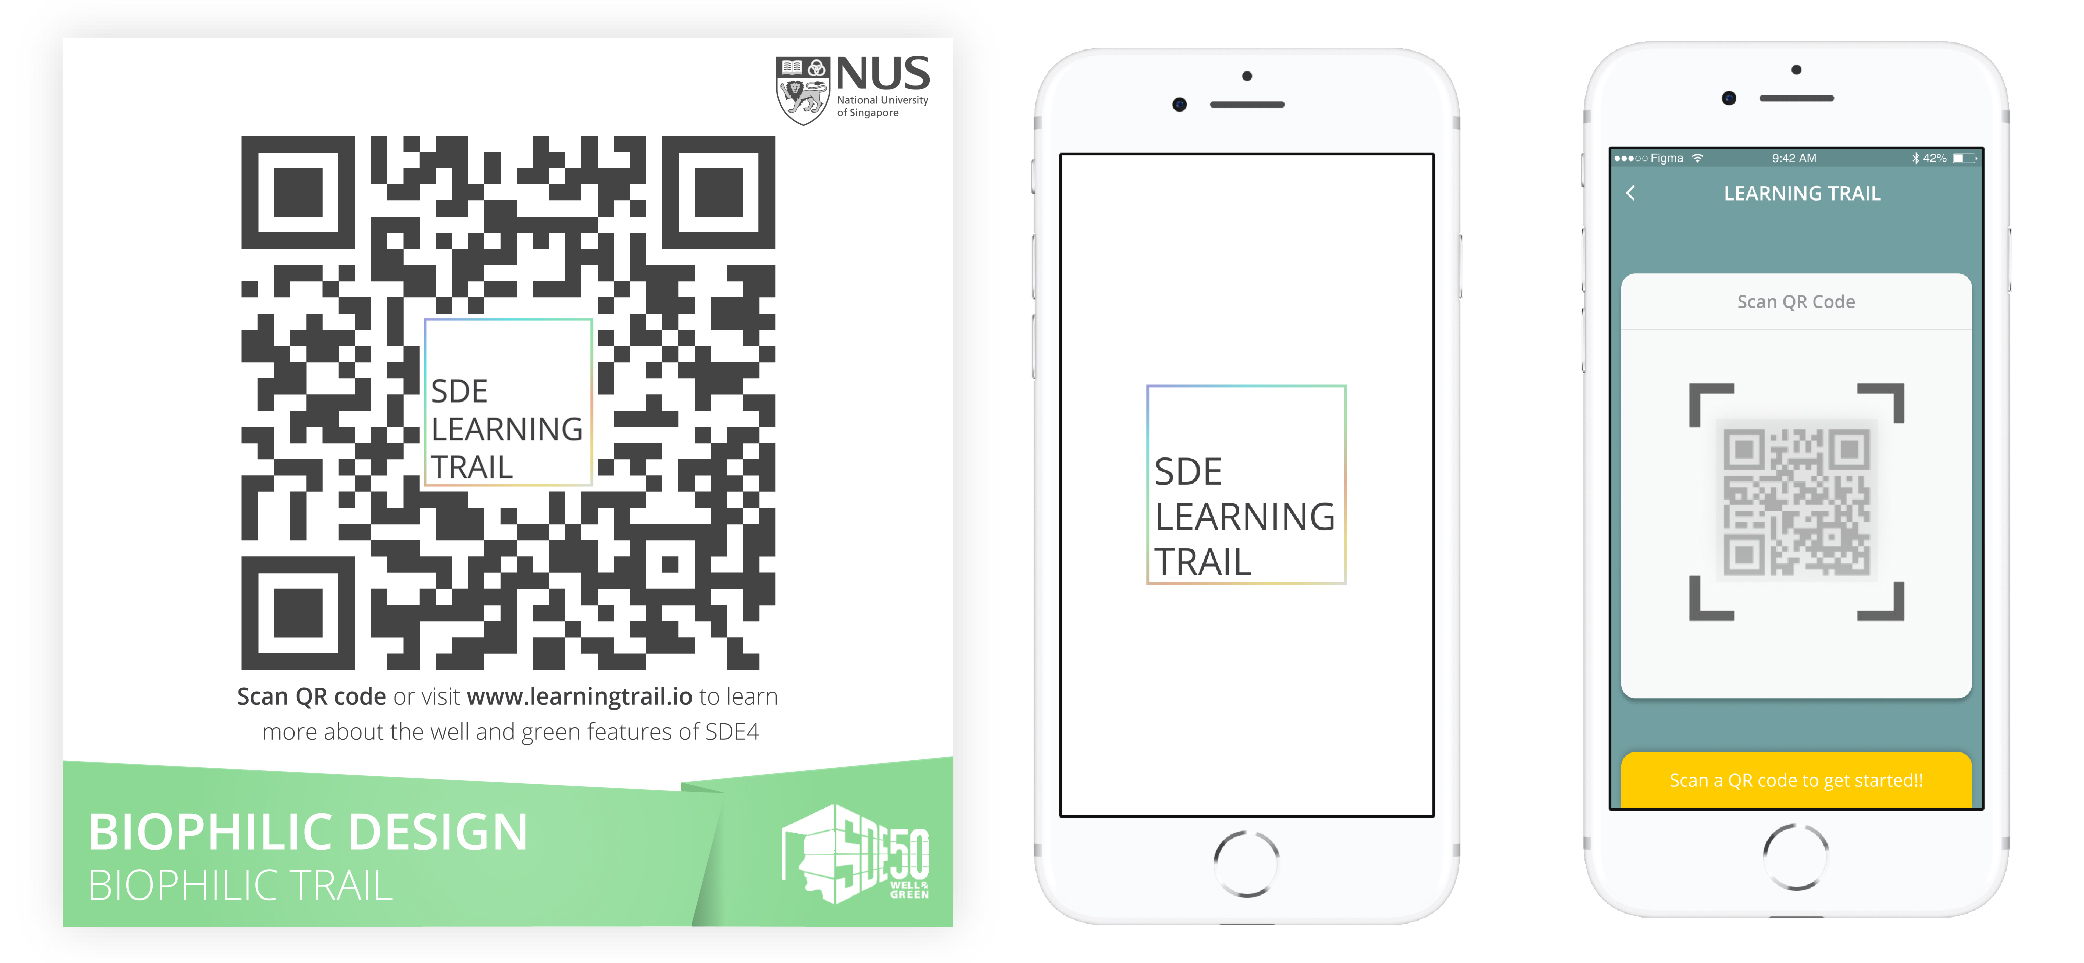 NUS
National University
of Singapore
SDE
LEARNING
TRAIL
Scan QR code or visit www.learningtrail.io to learn
more about the well and green features of SDE4
BIOPHILIC DESIGN
BIOPHILIC TRAIL
SDE50
WELL&
GREEN
SDE
LEARNING
TRAIL
Figma 9:42 AM 42%
LEARNING TRAIL
Scan QR Code
Scan a QR code to get started!!